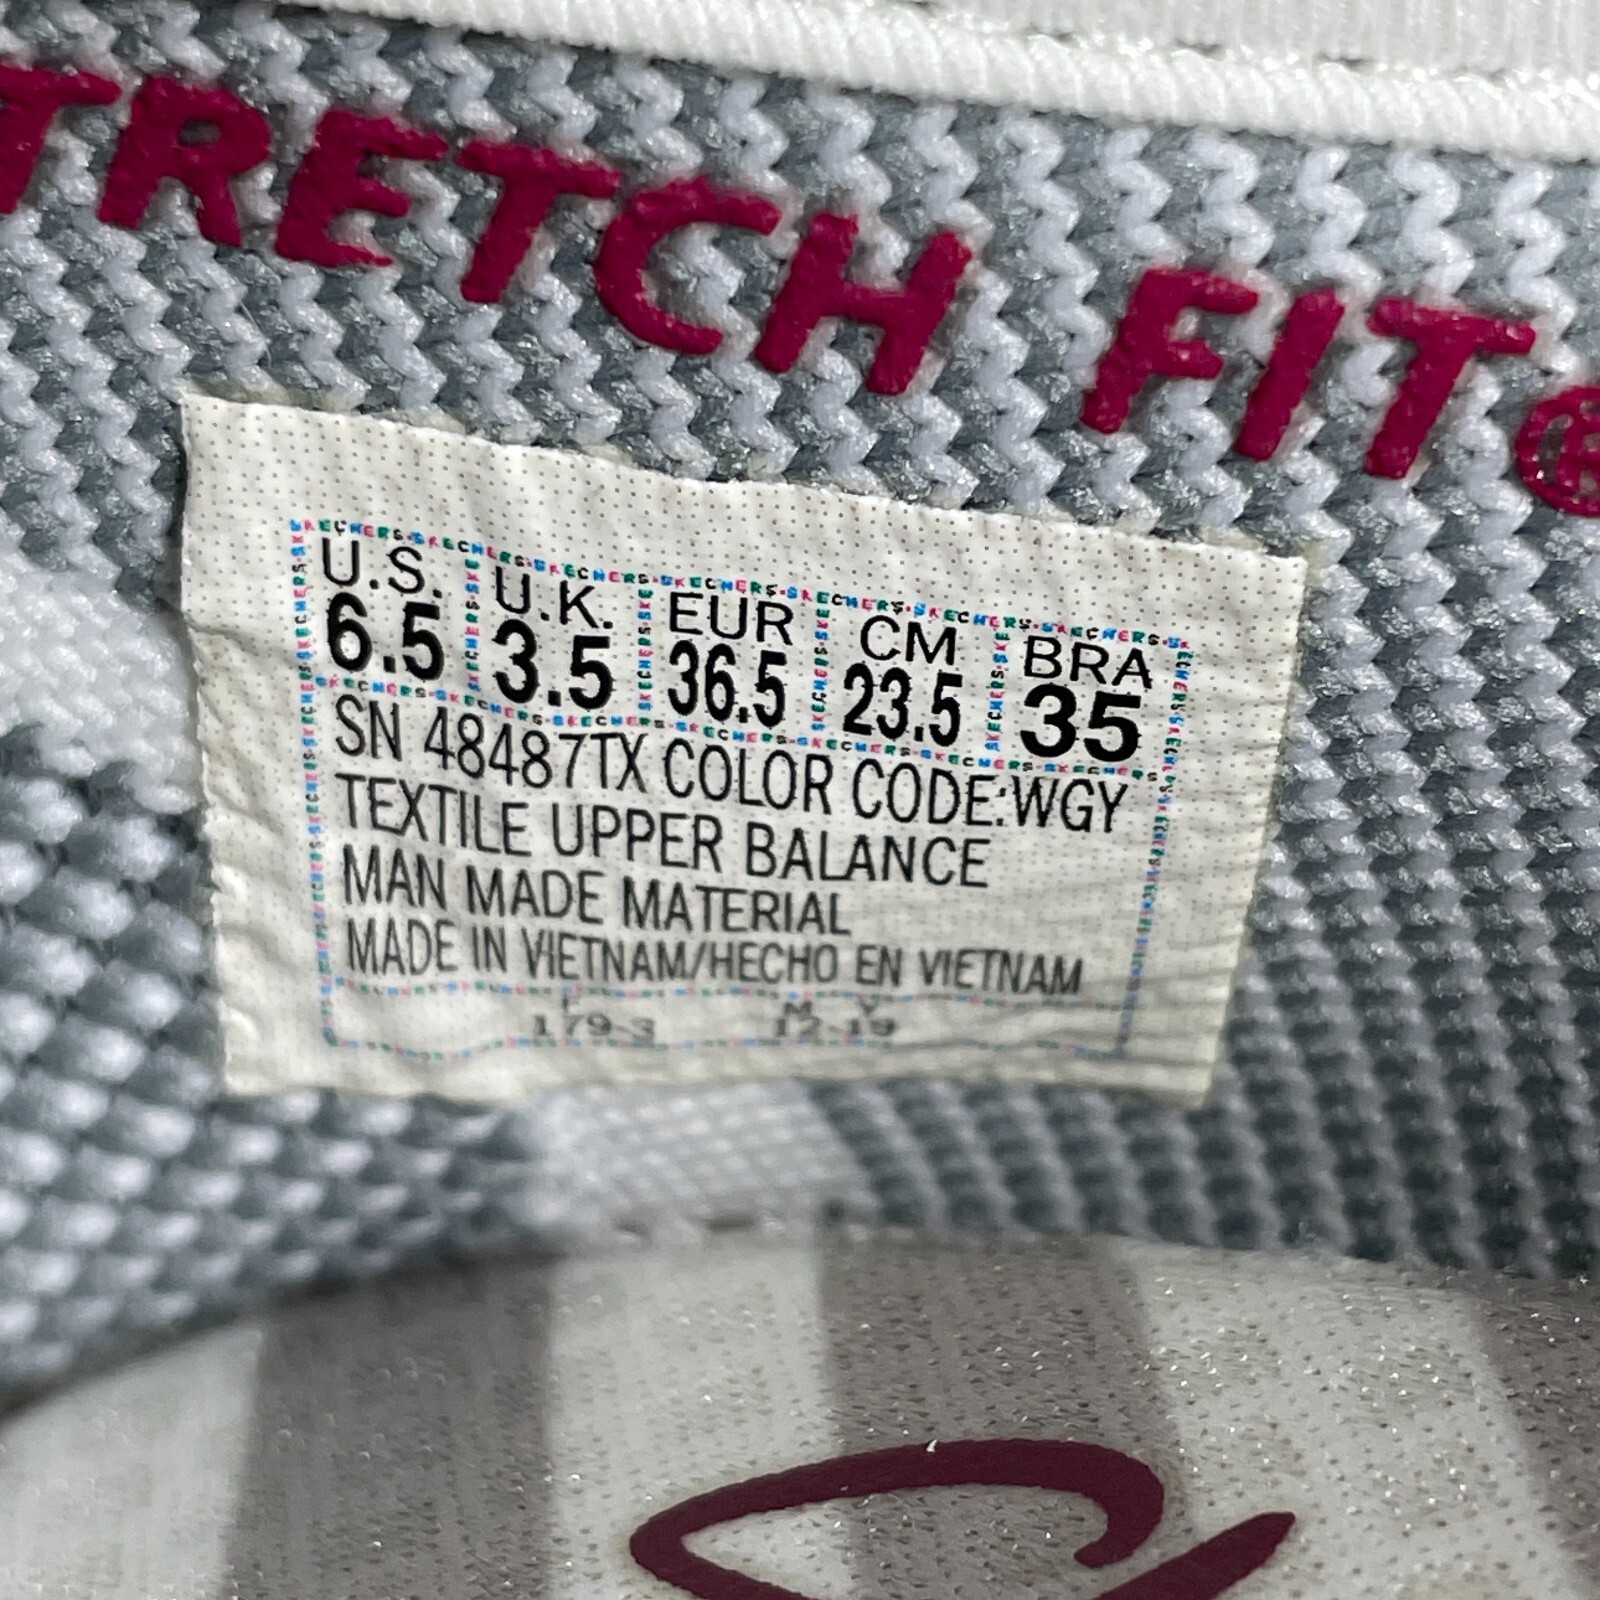 TRETCH FIT®
U.S. U.K. EUR CM BRA
6.5 3.5 36.5 23.5 35
SN 48487TX COLOR CODE:WGY
TEXTILE UPPER BALANCE
MAN MADE MATERIAL
MADE IN VIETNAM/HECHO EN VIETNAM
F M Y
179-3 12-19